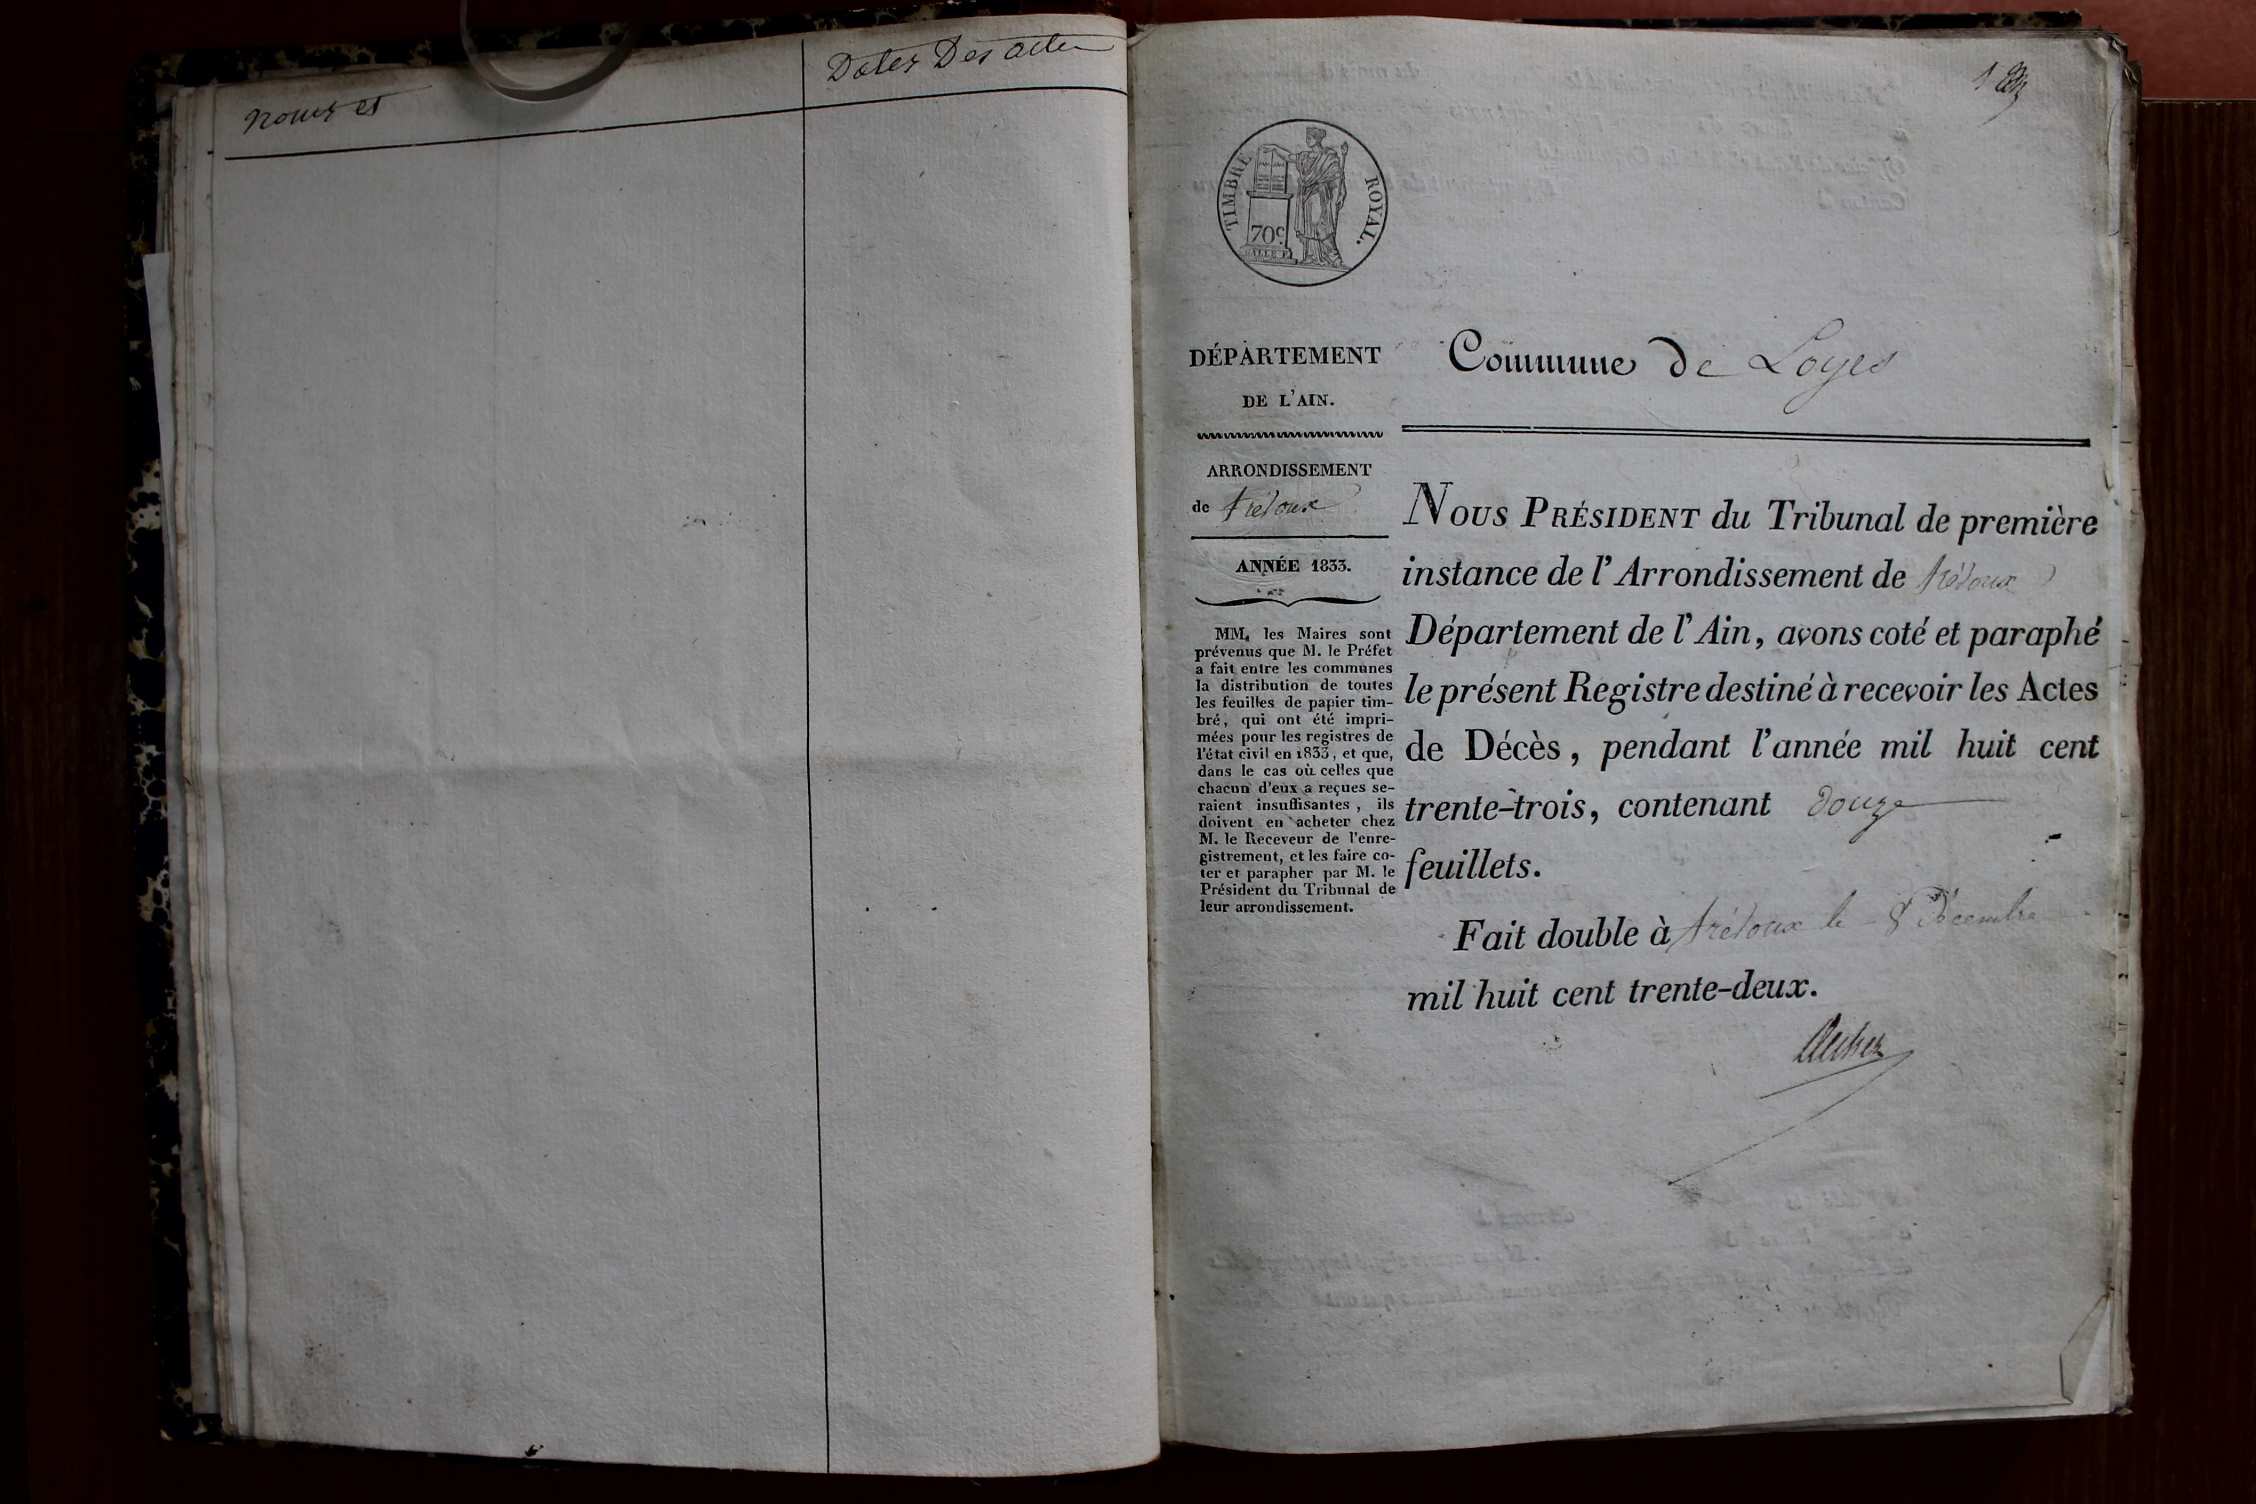 noms et
Dates Des actes
1
TIMBRE ROYAL.
70c
DÉPARTEMENT
DE L'AIN.
ARRONDISSEMENT
de trévoux
ANNÉE 1833.
MM. les Maires sont
prévenus que M. le Préfet
a fait entre les communes
la distribution de toutes
les feuilles de papier tim-
bré, qui ont été impri-
mées pour les registres de
l'état civil en 1833, et que,
dans le cas où celles que
chacun d'eux a reçues se-
raient insuffisantes, ils
doivent en acheter chez
M. le Receveur de l'enre-
gistrement, et les faire co-
ter et parapher par M. le
Président du Tribunal de
leur arrondissement.
Commune de Loyes
NOUS PRÉSIDENT du Tribunal de première
instance de l'Arrondissement de trévoux
Département de l'Ain, avons coté et paraphé
le présent Registre destiné à recevoir les Actes
de Décès, pendant l'année mil huit cent
trente-trois, contenant douze
feuillets.
Fait double à trévoux le 8 Décembre
mil huit cent trente-deux.